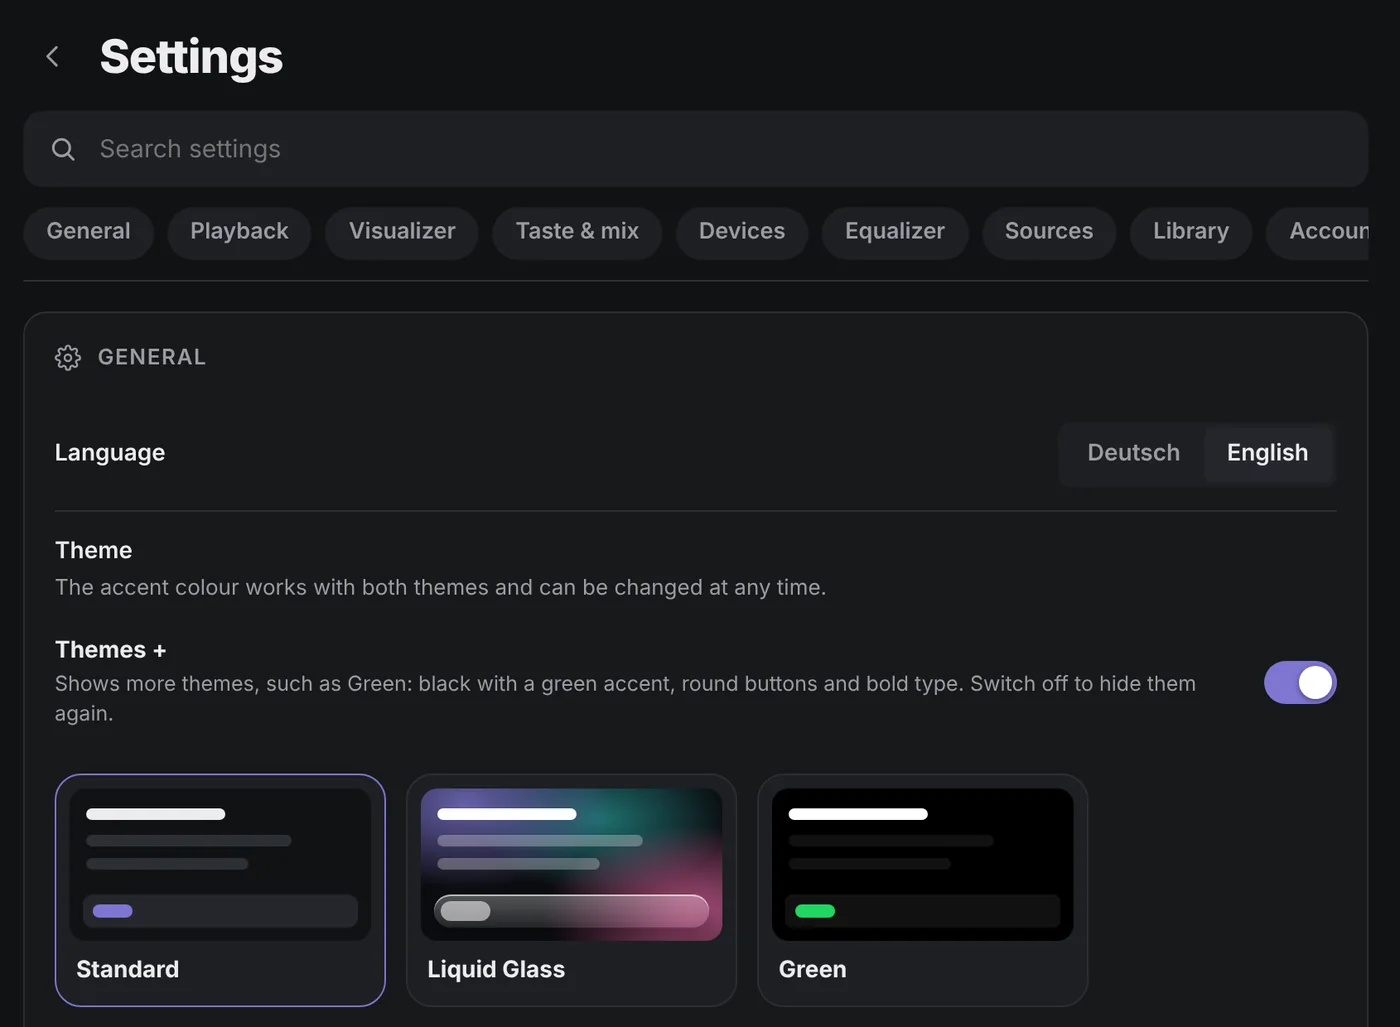 Settings
Search settings
General
Playback
Visualizer
Taste & mix
Devices
Equalizer
Sources
Library
Accoun
GENERAL
Language
Deutsch
English
Theme
The accent colour works with both themes and can be changed at any time.
Themes +
Shows more themes, such as Green: black with a green accent, round buttons and bold type. Switch off to hide them
again.
Standard
Liquid Glass
Green